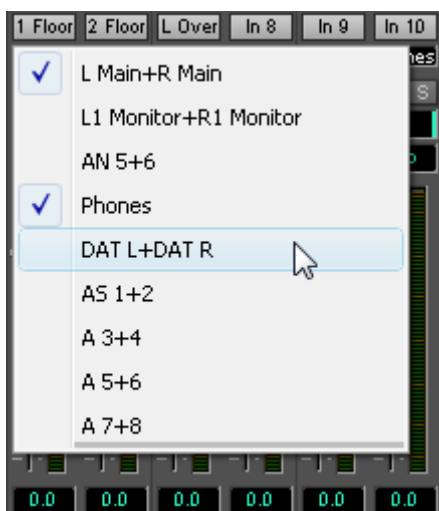 1 Floor 2 Floor L Over In 8 In 9 In 10
nes
L Main+R Main
S
L1 Monitor+R1 Monitor
AN 5+6
Phones
DAT L+DAT R
AS 1+2
A 3+4
A 5+6
A 7+8
0.0 0.0 0.0 0.0 0.0 0.0